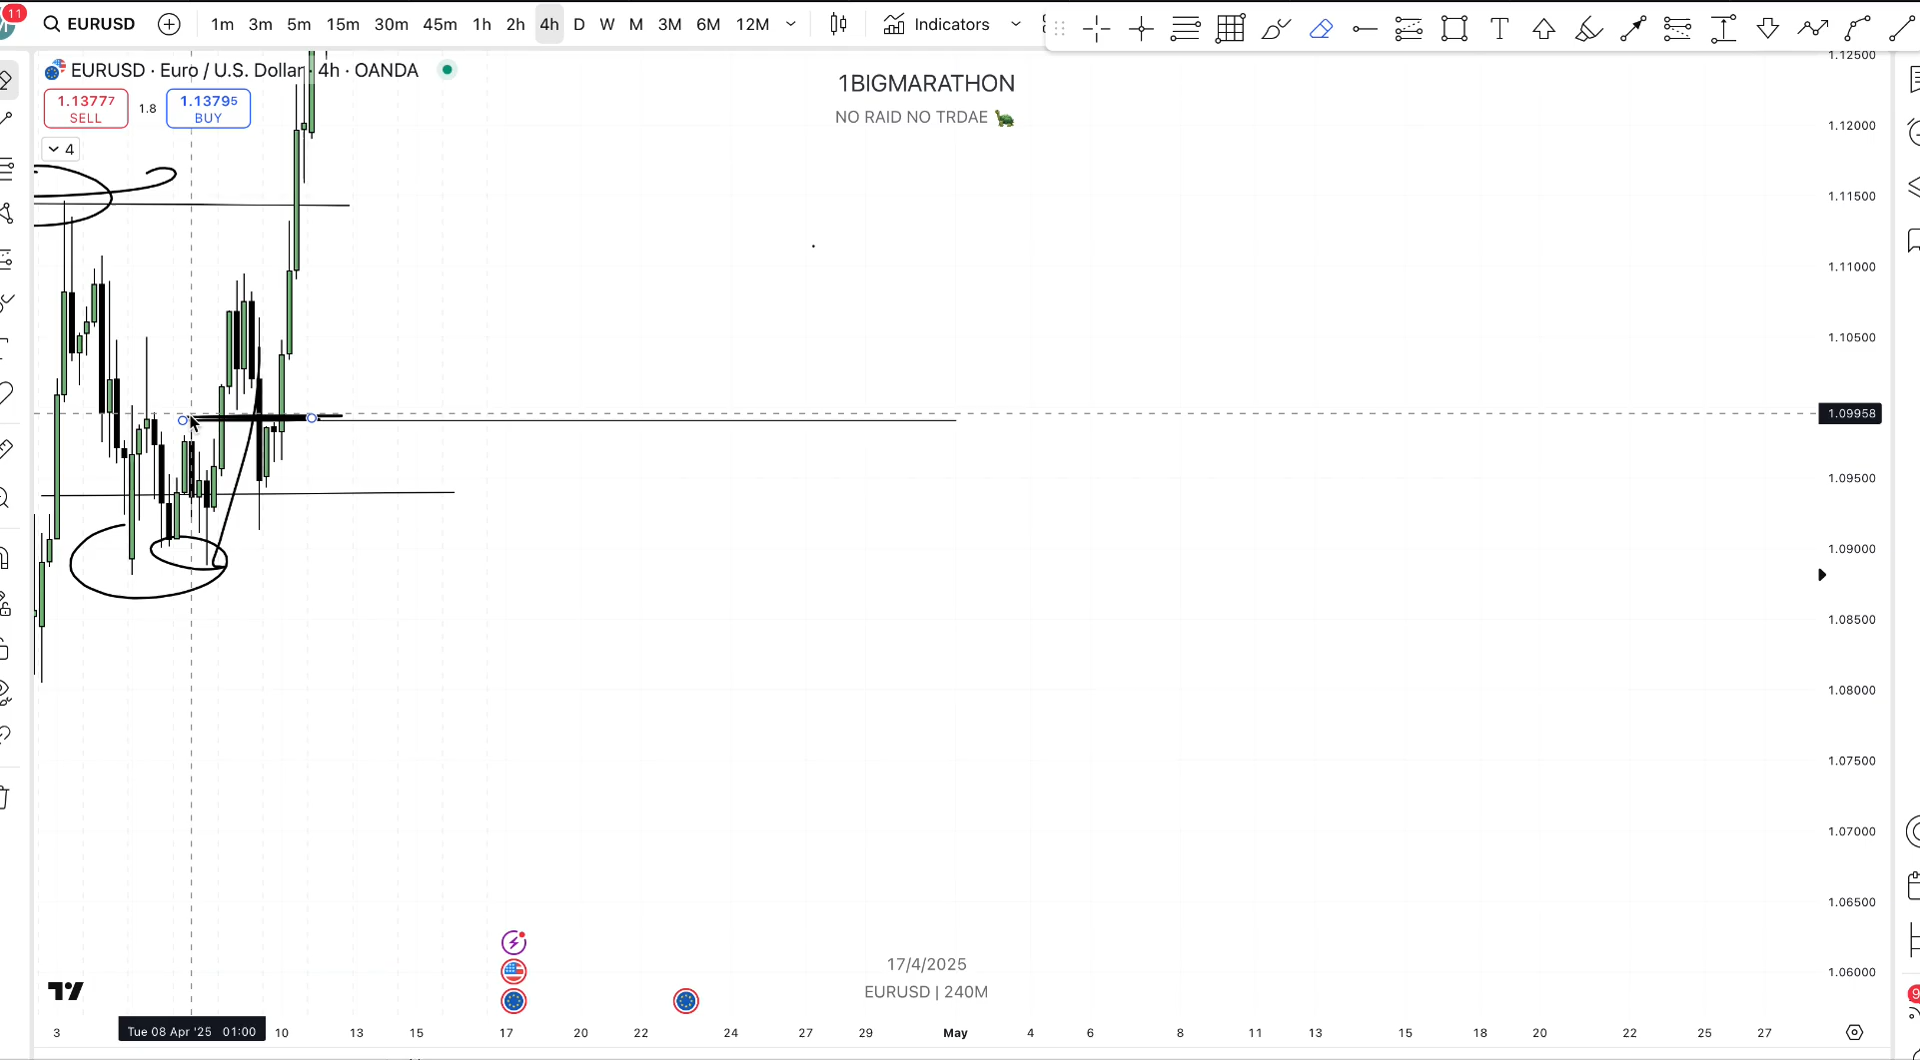 11
EURUSD 1m 3m 5m 15m 30m 45m 1h 2h 4h D W M 3M 6M 12M Indicators
EURUSD · Euro / U.S. Dollar · 4h · OANDA
1.13777 SELL 1.8 1.13795 BUY
4
1BIGMARATHON
NO RAID NO TRDAE 🐢
1.12500
1.12000
1.11500
1.11000
1.10500
1.09958
1.09500
1.09000
1.08500
1.08000
1.07500
1.07000
1.06500
1.06000
17/4/2025
EURUSD | 240M
3 Tue 08 Apr '25 01:00 10 13 15 17 20 22 24 27 29 May 4 6 8 11 13 15 18 20 22 25 27